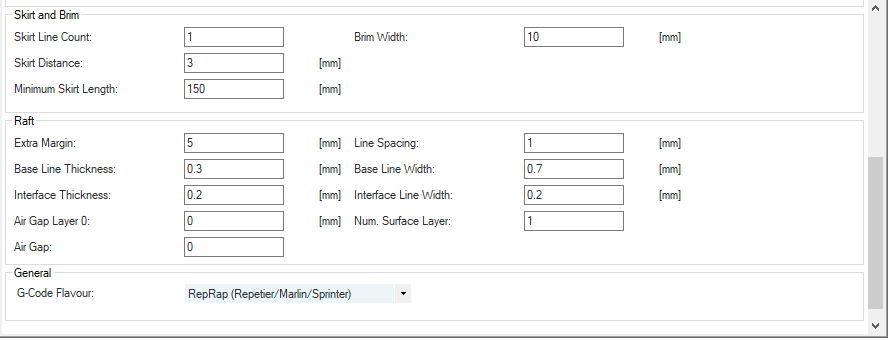 Skirt and Brim
Skirt Line Count: 1 Brim Width: 10 [mm]
Skirt Distance: 3 [mm]
Minimum Skirt Length: 150 [mm]
Raft
Extra Margin: 5 [mm] Line Spacing: 1 [mm]
Base Line Thickness: 0.3 [mm] Base Line Width: 0.7 [mm]
Interface Thickness: 0.2 [mm] Interface Line Width: 0.2 [mm]
Air Gap Layer 0: 0 [mm] Num. Surface Layer: 1
Air Gap: 0
General
G-Code Flavour: RepRap (Repetier/Marlin/Sprinter)